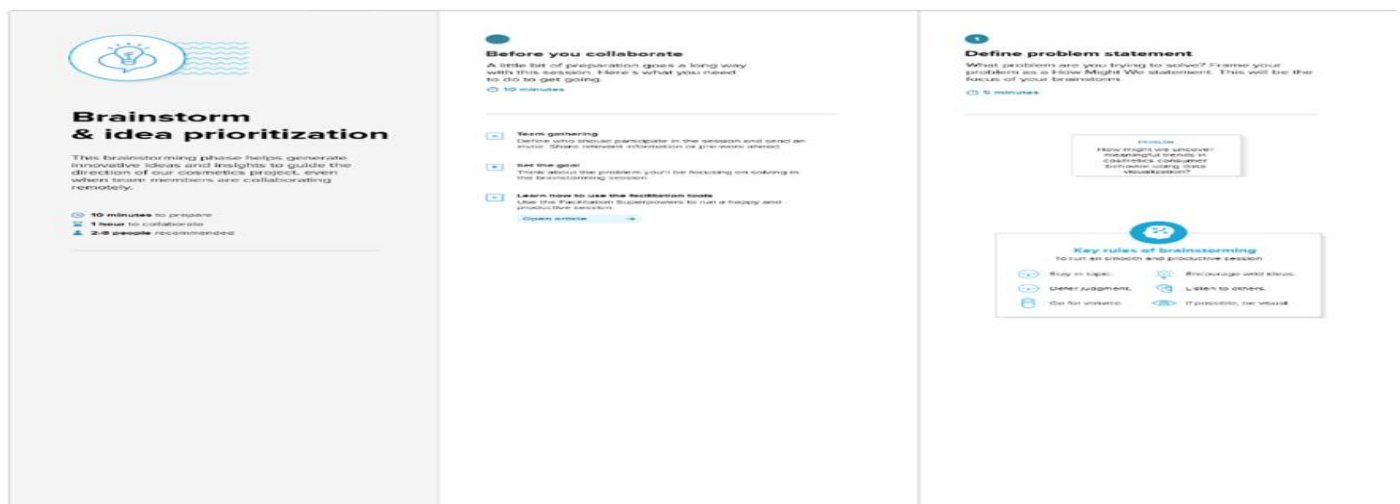 Brainstorm
& idea prioritization
This brainstorming phase helps generate
innovative ideas and insights to guide the
direction of our cosmetics project, even
when team members are collaborating
remotely.
10 minutes to prepare
1 hour to collaborate
2-8 people recommended
Before you collaborate
A little bit of preparation goes a long way
with this session. Here's what you need
to do to get going.
10 minutes
Team gathering
Define who should participate in the session and send an
invite. Share relevant information or pre-work ahead.
Set the goal
Think about the problem you'll be focusing on solving in
the brainstorming session.
Learn how to use the facilitation tools
Use the Facilitation Superpowers to run a happy and
productive session.
Open article
1
Define problem statement
What problem are you trying to solve? Frame your
problem as a How Might We statement. This will be the
focus of your brainstorm.
5 minutes
PROBLEM
How might we uncover
meaningful trends in
cosmetics consumer
behavior using data
visualization?
Key rules of brainstorming
To run an smooth and productive session
Stay in topic.
Encourage wild ideas.
Defer judgment.
Listen to others.
Go for volume.
If possible, be visual.